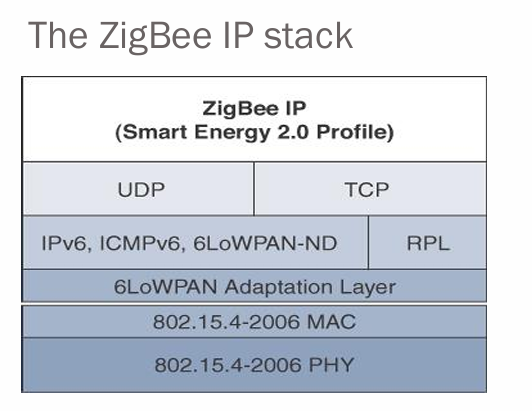 The ZigBee IP stack
ZigBee IP
(Smart Energy 2.0 Profile)
UDP
TCP
IPv6, ICMPv6, 6LoWPAN-ND
RPL
6LoWPAN Adaptation Layer
802.15.4-2006 MAC
802.15.4-2006 PHY